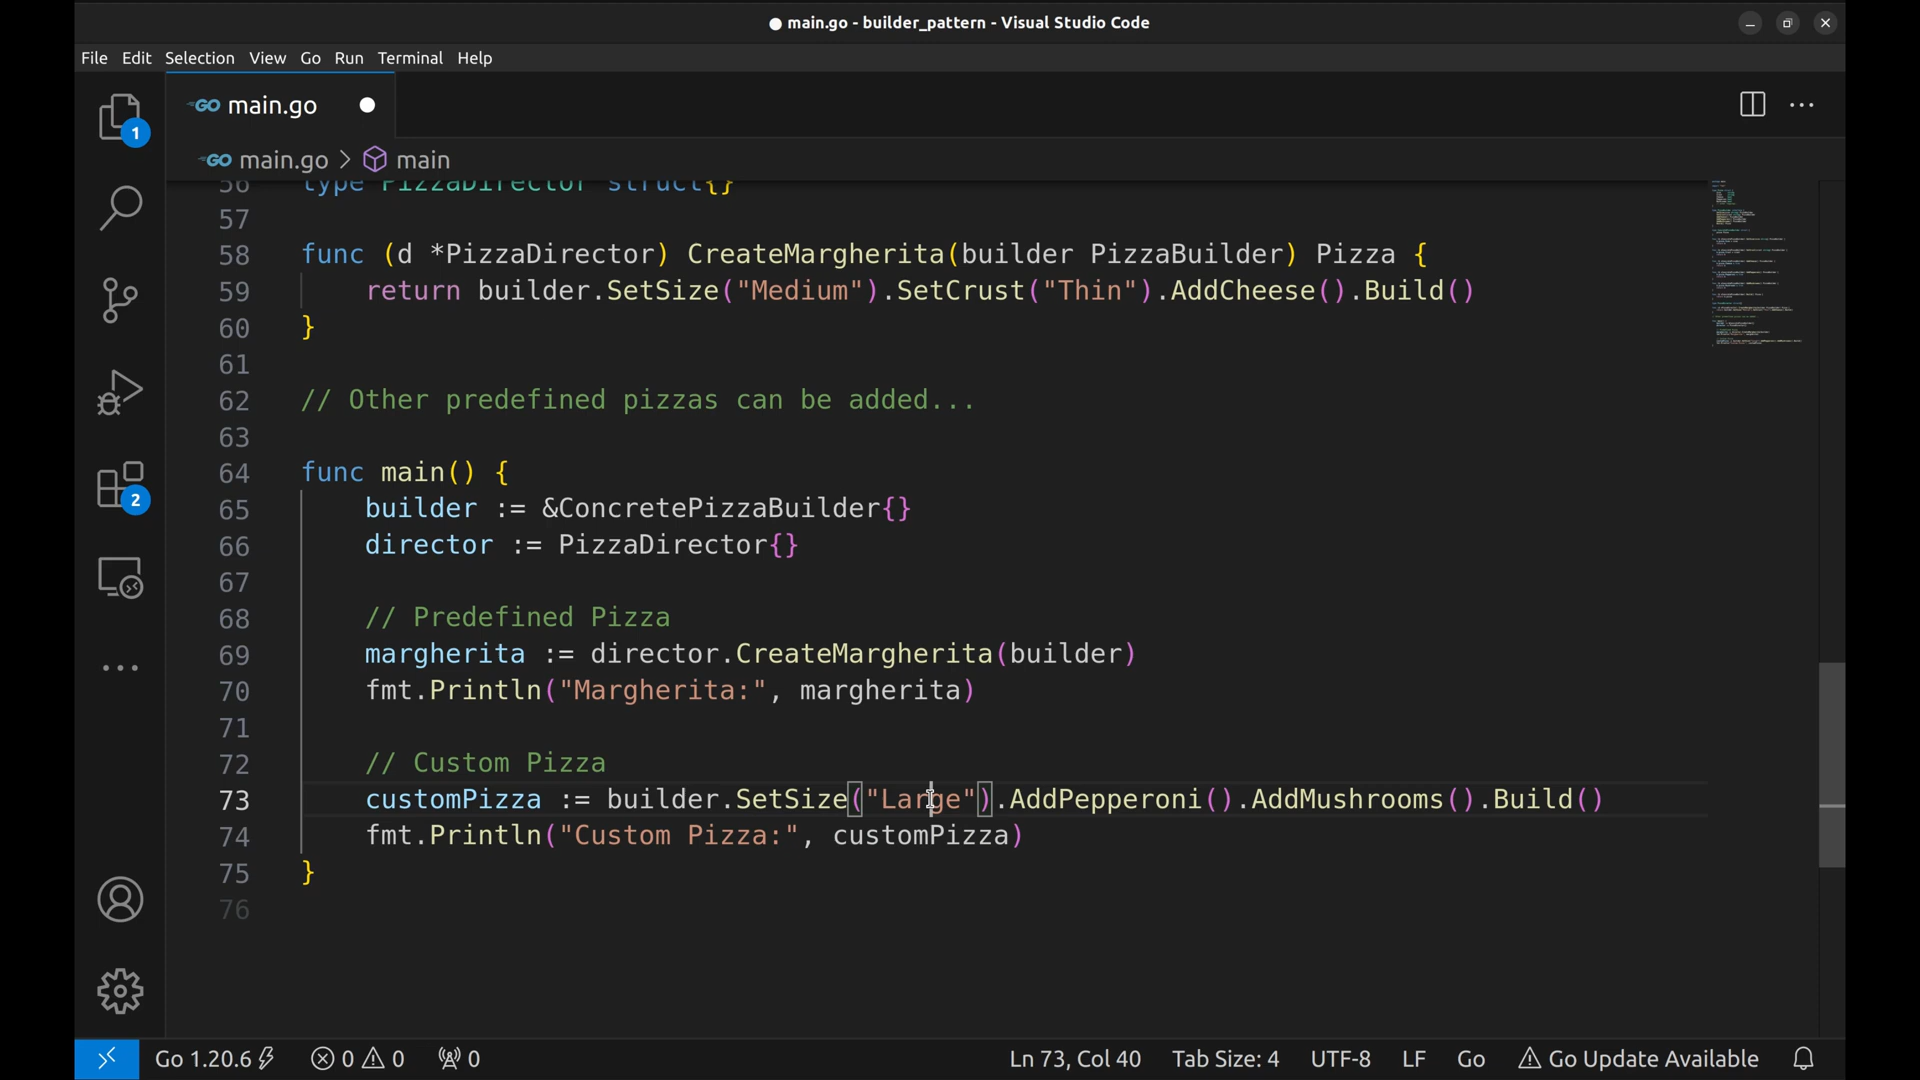 main.go - builder_pattern - Visual Studio Code
File Edit Selection View Go Run Terminal Help
GO main.go
GO main.go > main
1
2
56 type PizzaDirector struct{}
57
58 func (d *PizzaDirector) CreateMargherita(builder PizzaBuilder) Pizza {
59 return builder.SetSize("Medium").SetCrust("Thin").AddCheese().Build()
60 }
61
62 // Other predefined pizzas can be added...
63
64 func main() {
65 builder := &ConcretePizzaBuilder{}
66 director := PizzaDirector{}
67
68 // Predefined Pizza
69 margherita := director.CreateMargherita(builder)
70 fmt.Println("Margherita:", margherita)
71
72 // Custom Pizza
73 customPizza := builder.SetSize("Large").AddPepperoni().AddMushrooms().Build()
74 fmt.Println("Custom Pizza:", customPizza)
75 }
76
Go 1.20.6 0 0 0 Ln 73, Col 40 Tab Size: 4 UTF-8 LF Go Go Update Available